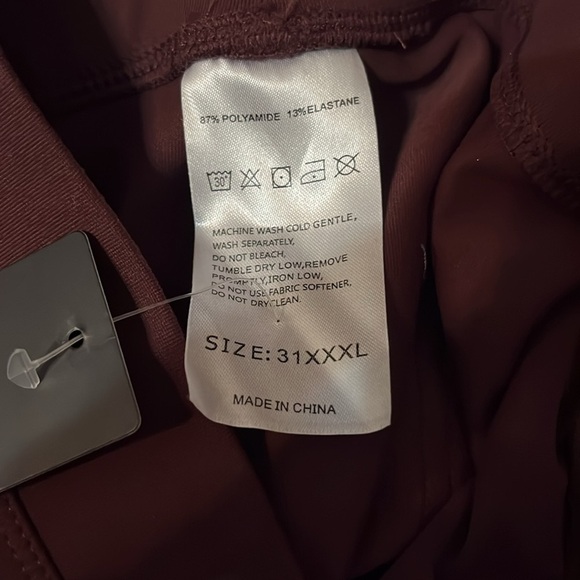 87% POLYAMIDE 13% ELASTANE
30°
MACHINE WASH COLD GENTLE,
WASH SEPARATELY,
DO NOT BLEACH,
TUMBLE DRY LOW,REMOVE
PROMPTLY,IRON LOW,
DO NOT USE FABRIC SOFTENER,
DO NOT DRYCLEAN.
SIZE: 31XXXL
MADE IN CHINA